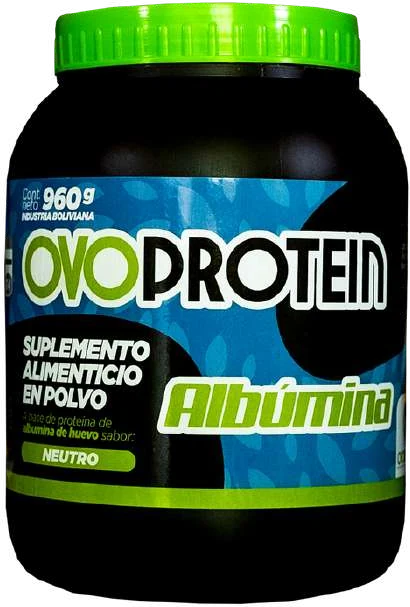 Cont. neto 960g
INDUSTRIA BOLIVIANA
OVOPROTEIN
SUPLEMENTO
ALIMENTICIO
EN POLVO
A base de proteína de
albumina de huevo sabor:
NEUTRO
Albúmina